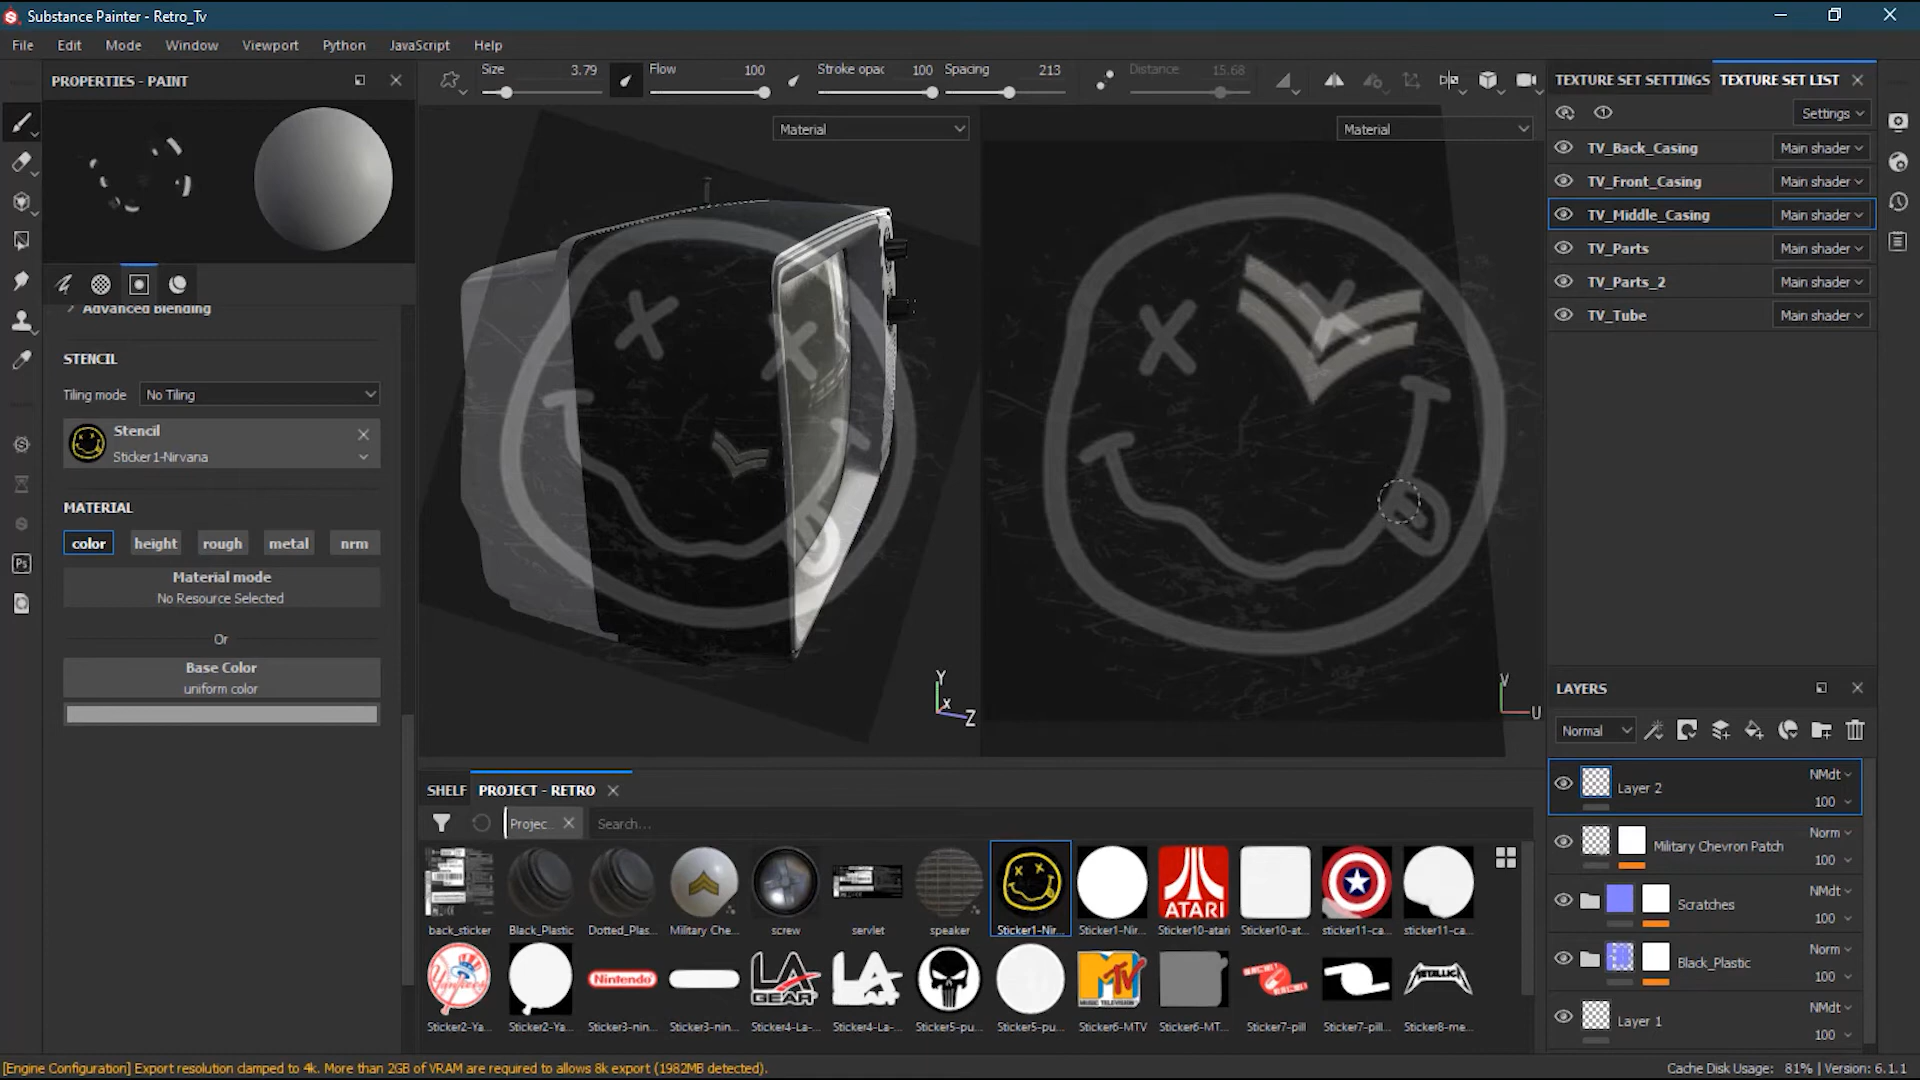 Substance Painter - Retro_Tv
File Edit Mode Window Viewport Python JavaScript Help
PROPERTIES - PAINT
Size 3.79 Flow 100 Stroke opac 100 Spacing 213 Distance 15.68
TEXTURE SET SETTINGS TEXTURE SET LIST
Material
Material
Settings
TV_Back_Casing Main shader
TV_Front_Casing Main shader
TV_Middle_Casing Main shader
TV_Parts Main shader
TV_Parts_2 Main shader
TV_Tube Main shader
Advanced Blending
STENCIL
Tiling mode No Tiling
Stencil
Sticker1-Nirvana
MATERIAL
color height rough metal nrm
Material mode
No Resource Selected
Or
Base Color
uniform color
Y
X
Z
V
U
LAYERS
Normal
Layer 2 NMdt 100
Military Chevron Patch Norm 100
Scratches NMdt 100
Black_Plastic Norm 100
Layer 1 NMdt 100
SHELF PROJECT - RETRO
Projec... Search...
ATARI
back_sticker Black_Plastic Dotted_Plas... Military Che... screw servlet speaker Sticker1-Nir... Sticker1-Nir... Sticker10-atari Sticker10-at... sticker11-ca... sticker11-ca...
Yankees Nintendo LA GEAR LA GEAR MTV MUSIC TELEVISION METALLICA
Sticker2-Ya... Sticker2-Ya... Sticker3-nin... Sticker3-nin... Sticker4-La-... Sticker4-La-... Sticker5-pu... Sticker5-pu... Sticker6-MTV Sticker6-MT... Sticker7-pill Sticker7-pill... Sticker8-me...
[Engine Configuration] Export resolution clamped to 4k. More than 2GB of VRAM are required to allows 8k export (1982MB detected).
Cache Disk Usage: 81% | Version: 6.1.1
Ps